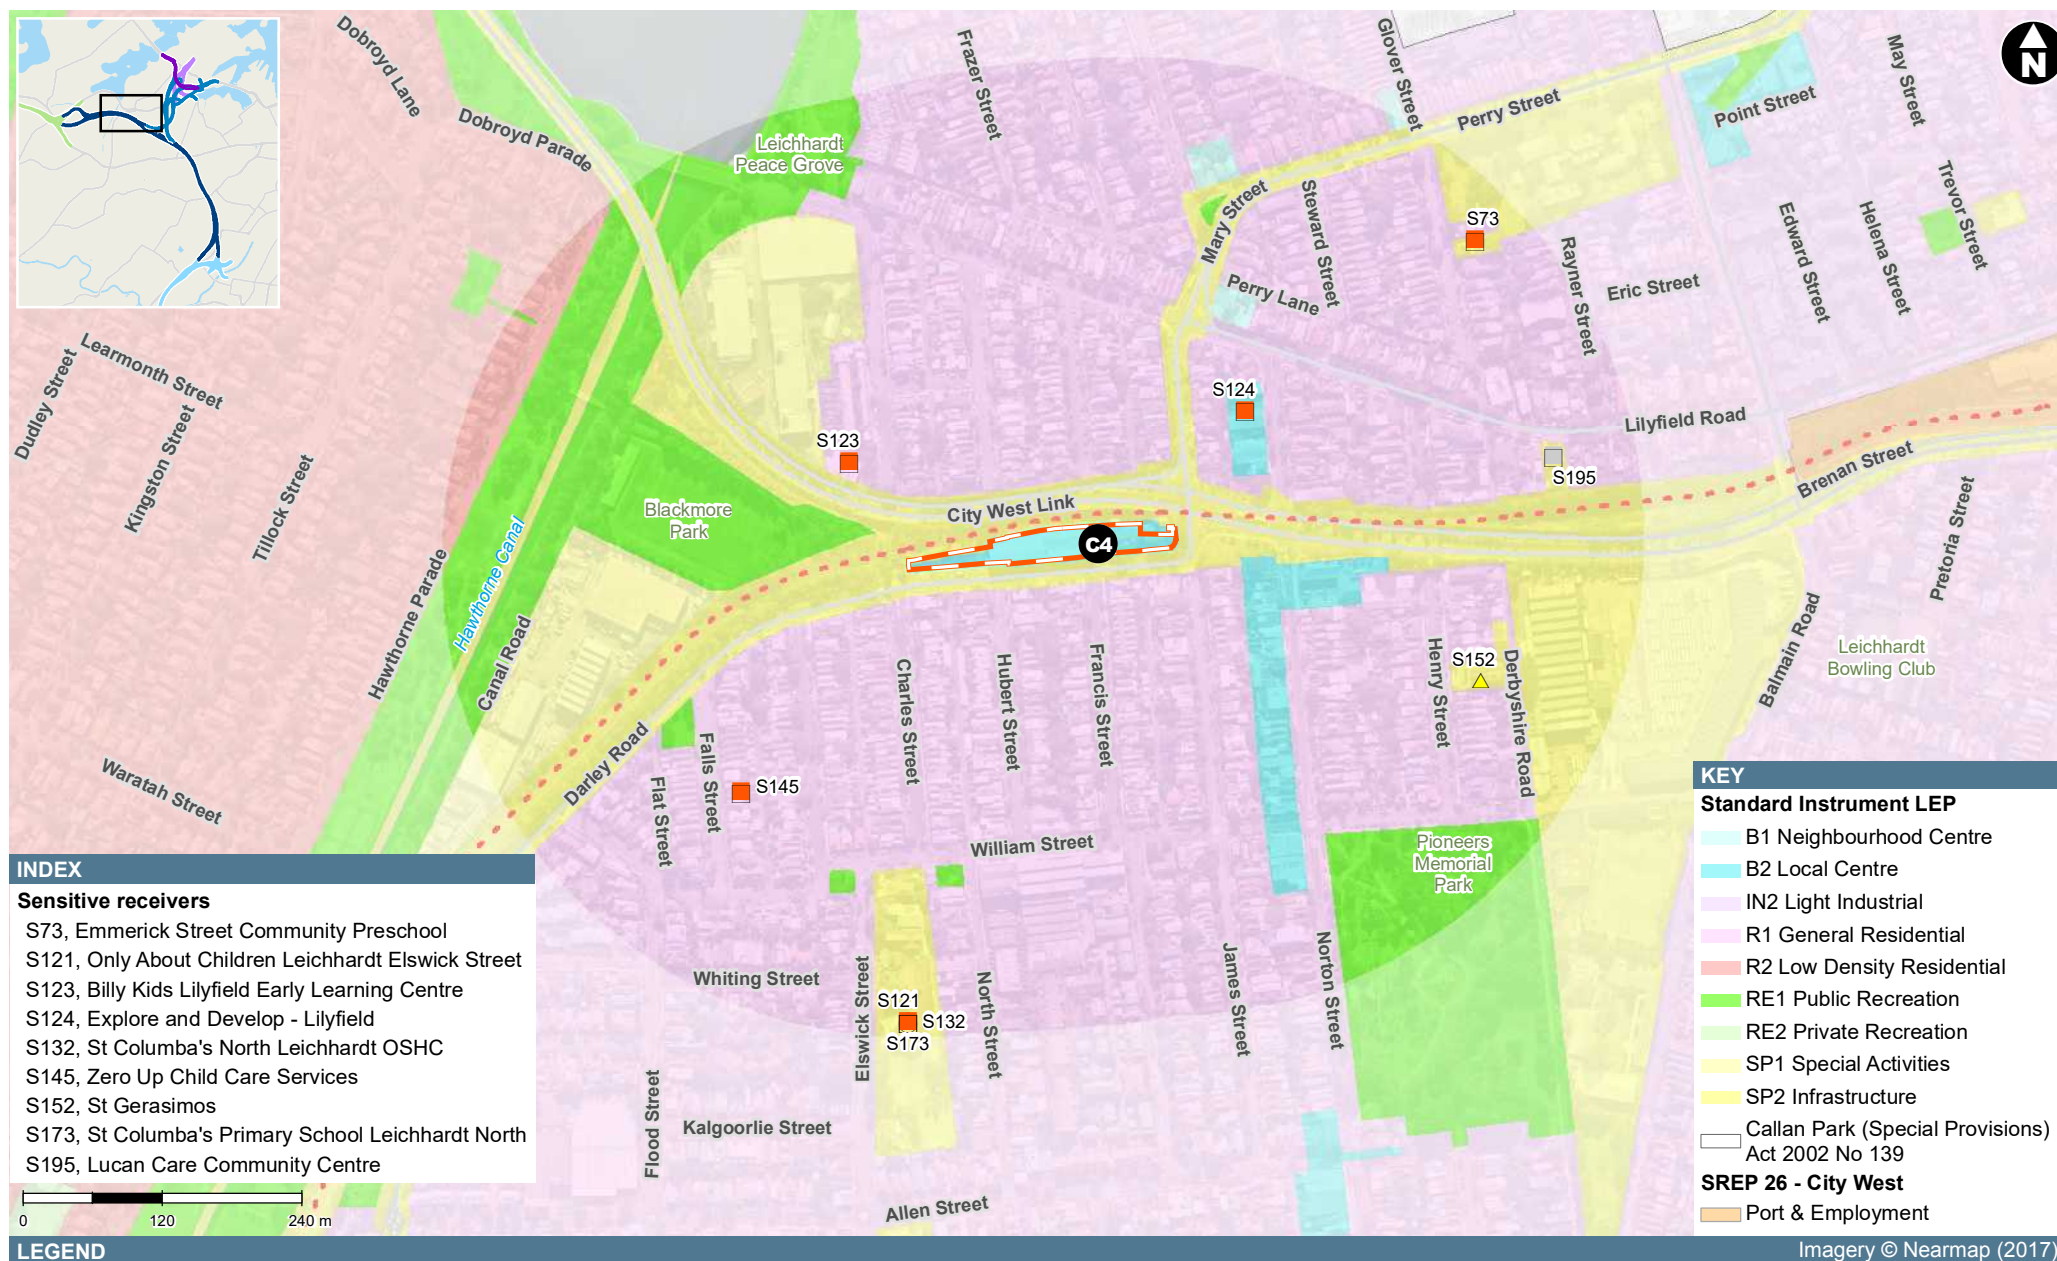 Dobroyd Lane
Dobroyd Parade
Leichhardt
Peace Grove
Frazer Street
Glover Street
Perry Street
Point Street
May Street
N
Trevor Street
Mary Street
Steward Street
S73
Rayner Street
Eric Street
Edward Street
Helena Street
Perry Lane
Learmonth Street
Dudley Street
Kingston Street
Tillock Street
S124
S123
Lilyfield Road
S195
Brenan Street
Blackmore
Park
City West Link
C4
Pretoria Street
Hawthorne Parade
Hawthorne Canal
Canal Road
Charles Street
Hubert Street
Francis Street
Henry Street
S152
Derbyshire Road
Balmain Road
Leichhardt
Bowling Club
Waratah Street
Darley Road
Flat Street
Falls Street
S145
William Street
Pioneers
Memorial
Park
Whiting Street
Elswick Street
S121
S132
S173
North Street
James Street
Norton Street
Flood Street
Kalgoorlie Street
Allen Street
INDEX
Sensitive receivers
S73, Emmerick Street Community Preschool
S121, Only About Children Leichhardt Elswick Street
S123, Billy Kids Lilyfield Early Learning Centre
S124, Explore and Develop - Lilyfield
S132, St Columba's North Leichhardt OSHC
S145, Zero Up Child Care Services
S152, St Gerasimos
S173, St Columba's Primary School Leichhardt North
S195, Lucan Care Community Centre
0 120 240 m
KEY
Standard Instrument LEP
B1 Neighbourhood Centre
B2 Local Centre
IN2 Light Industrial
R1 General Residential
R2 Low Density Residential
RE1 Public Recreation
RE2 Private Recreation
SP1 Special Activities
SP2 Infrastructure
Callan Park (Special Provisions)
Act 2002 No 139
SREP 26 - City West
Port & Employment
LEGEND
Imagery © Nearmap (2017)